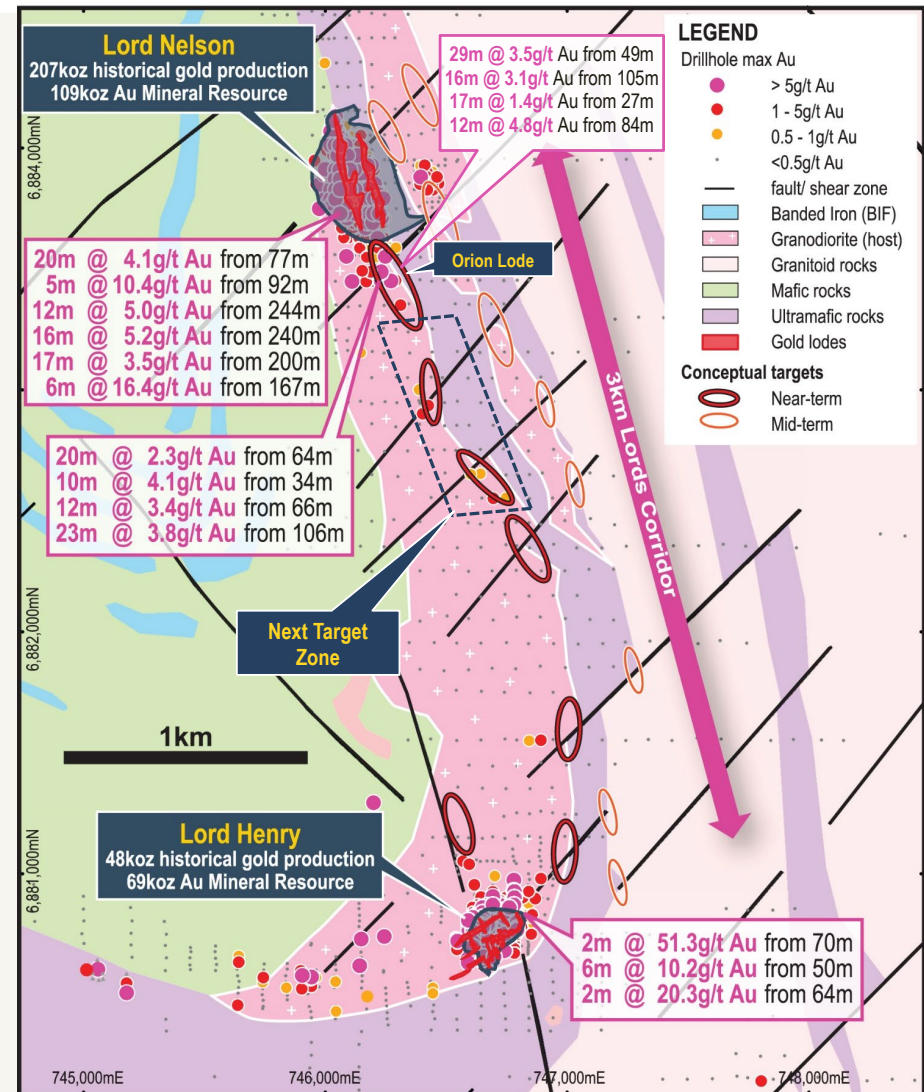 Lord Nelson
207koz historical gold production
109koz Au Mineral Resource
29m @ 3.5g/t Au from 49m
16m @ 3.1g/t Au from 105m
17m @ 1.4g/t Au from 27m
12m @ 4.8g/t Au from 84m
LEGEND
Drillhole max Au
> 5g/t Au
1 - 5g/t Au
0.5 - 1g/t Au
<0.5g/t Au
fault/ shear zone
Banded Iron (BIF)
Granodiorite (host)
Granitoid rocks
Mafic rocks
Ultramafic rocks
Gold lodes
Conceptual targets
Near-term
Mid-term
6,884,000mN
20m @ 4.1g/t Au from 77m
5m @ 10.4g/t Au from 92m
12m @ 5.0g/t Au from 244m
16m @ 5.2g/t Au from 240m
17m @ 3.5g/t Au from 200m
6m @ 16.4g/t Au from 167m
Orion Lode
20m @ 2.3g/t Au from 64m
10m @ 4.1g/t Au from 34m
12m @ 3.4g/t Au from 66m
23m @ 3.8g/t Au from 106m
3km Lords Corridor
6,882,000mN
Next Target
Zone
1km
Lord Henry
48koz historical gold production
69koz Au Mineral Resource
6,881,000mN
2m @ 51.3g/t Au from 70m
6m @ 10.2g/t Au from 50m
2m @ 20.3g/t Au from 64m
745,000mE
746,000mE
747,000mE
748,000mE